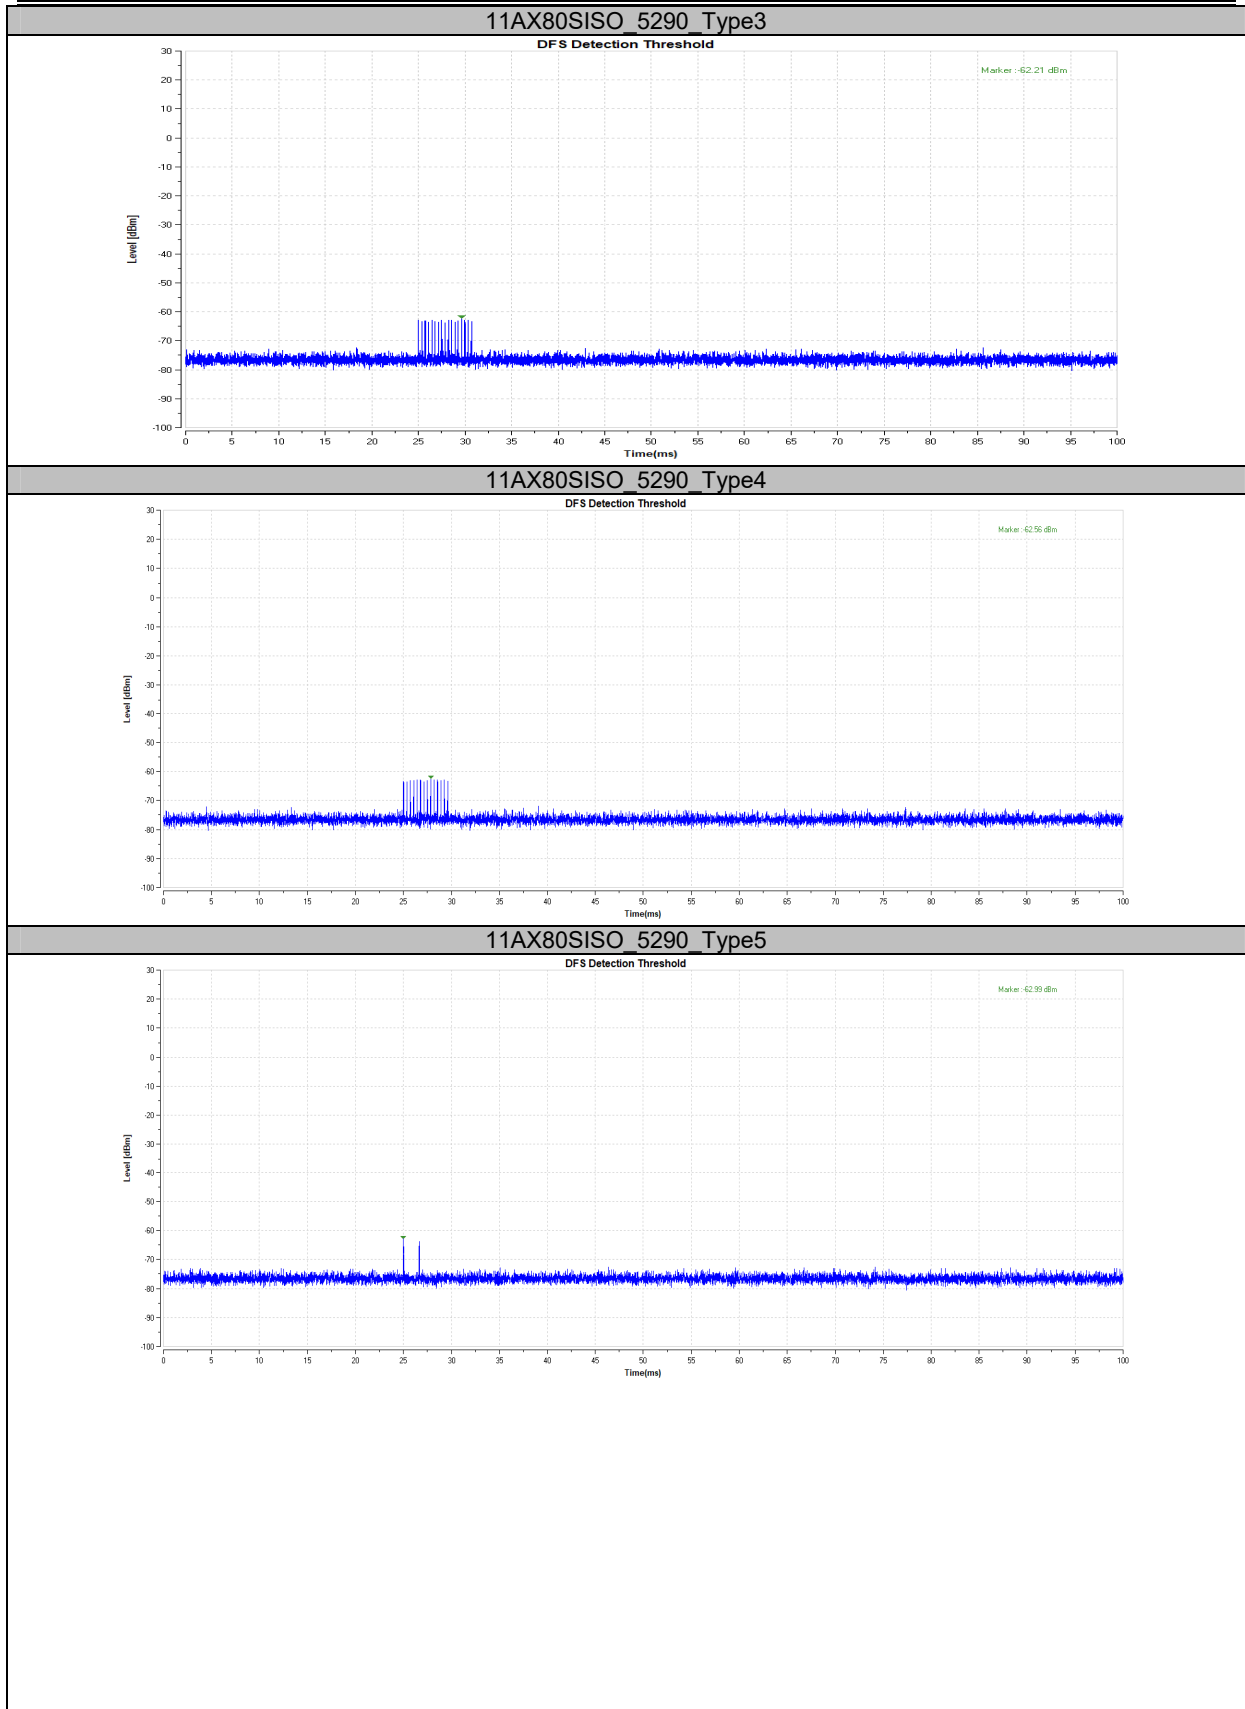 11AX80SISO_5290_Type3
DFS Detection Threshold
Marker :-62.21 dBm
30
20
10
0
-10
-20
-30
-40
-50
-60
-70
-80
-90
-100
Level [dBm]
0 5 10 15 20 25 30 35 40 45 50 55 60 65 70 75 80 85 90 95 100
Time(ms)
11AX80SISO_5290_Type4
DFS Detection Threshold
Marker :-62.56 dBm
30
20
10
0
-10
-20
-30
-40
-50
-60
-70
-80
-90
-100
Level [dBm]
0 5 10 15 20 25 30 35 40 45 50 55 60 65 70 75 80 85 90 95 100
Time(ms)
11AX80SISO_5290_Type5
DFS Detection Threshold
Marker :-62.99 dBm
30
20
10
0
-10
-20
-30
-40
-50
-60
-70
-80
-90
-100
Level [dBm]
0 5 10 15 20 25 30 35 40 45 50 55 60 65 70 75 80 85 90 95 100
Time(ms)